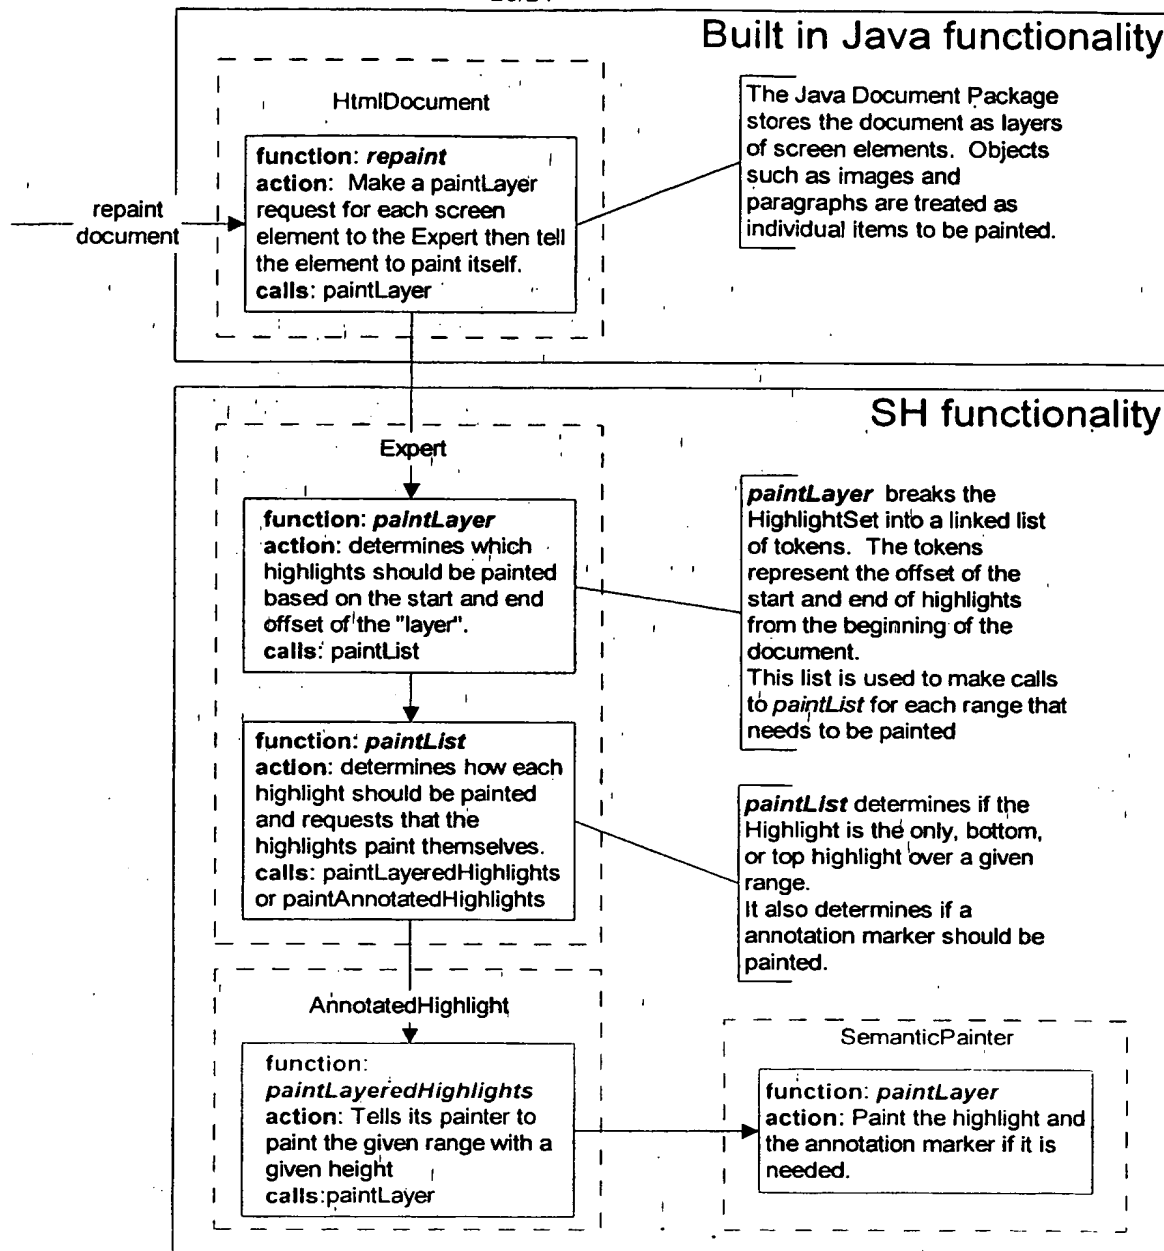 Built in Java functionality
HtmlDocument
function: repaint
action: Make a paintLayer
request for each screen
element to the Expert then tell
the element to paint itself.
calls: paintLayer
repaint
document
The Java Document Package
stores the document as layers
of screen elements. Objects
such as images and
paragraphs are treated as
individual items to be painted.
SH functionality
Expert
function: paintLayer
action: determines which
highlights should be painted
based on the start and end
offset of the "layer".
calls: paintList
paintLayer breaks the
HighlightSet into a linked list
of tokens. The tokens
represent the offset of the
start and end of highlights
from the beginning of the
document.
This list is used to make calls
to paintList for each range that
needs to be painted
function: paintList
action: determines how each
highlight should be painted
and requests that the
highlights paint themselves.
calls: paintLayeredHighlights
or paintAnnotatedHighlights
paintList determines if the
Highlight is the only, bottom,
or top highlight over a given
range.
It also determines if a
annotation marker should be
painted.
AnnotatedHighlight
function:
paintLayeredHighlights
action: Tells its painter to
paint the given range with a
given height
calls:paintLayer
SemanticPainter
function: paintLayer
action: Paint the highlight and
the annotation marker if it is
needed.